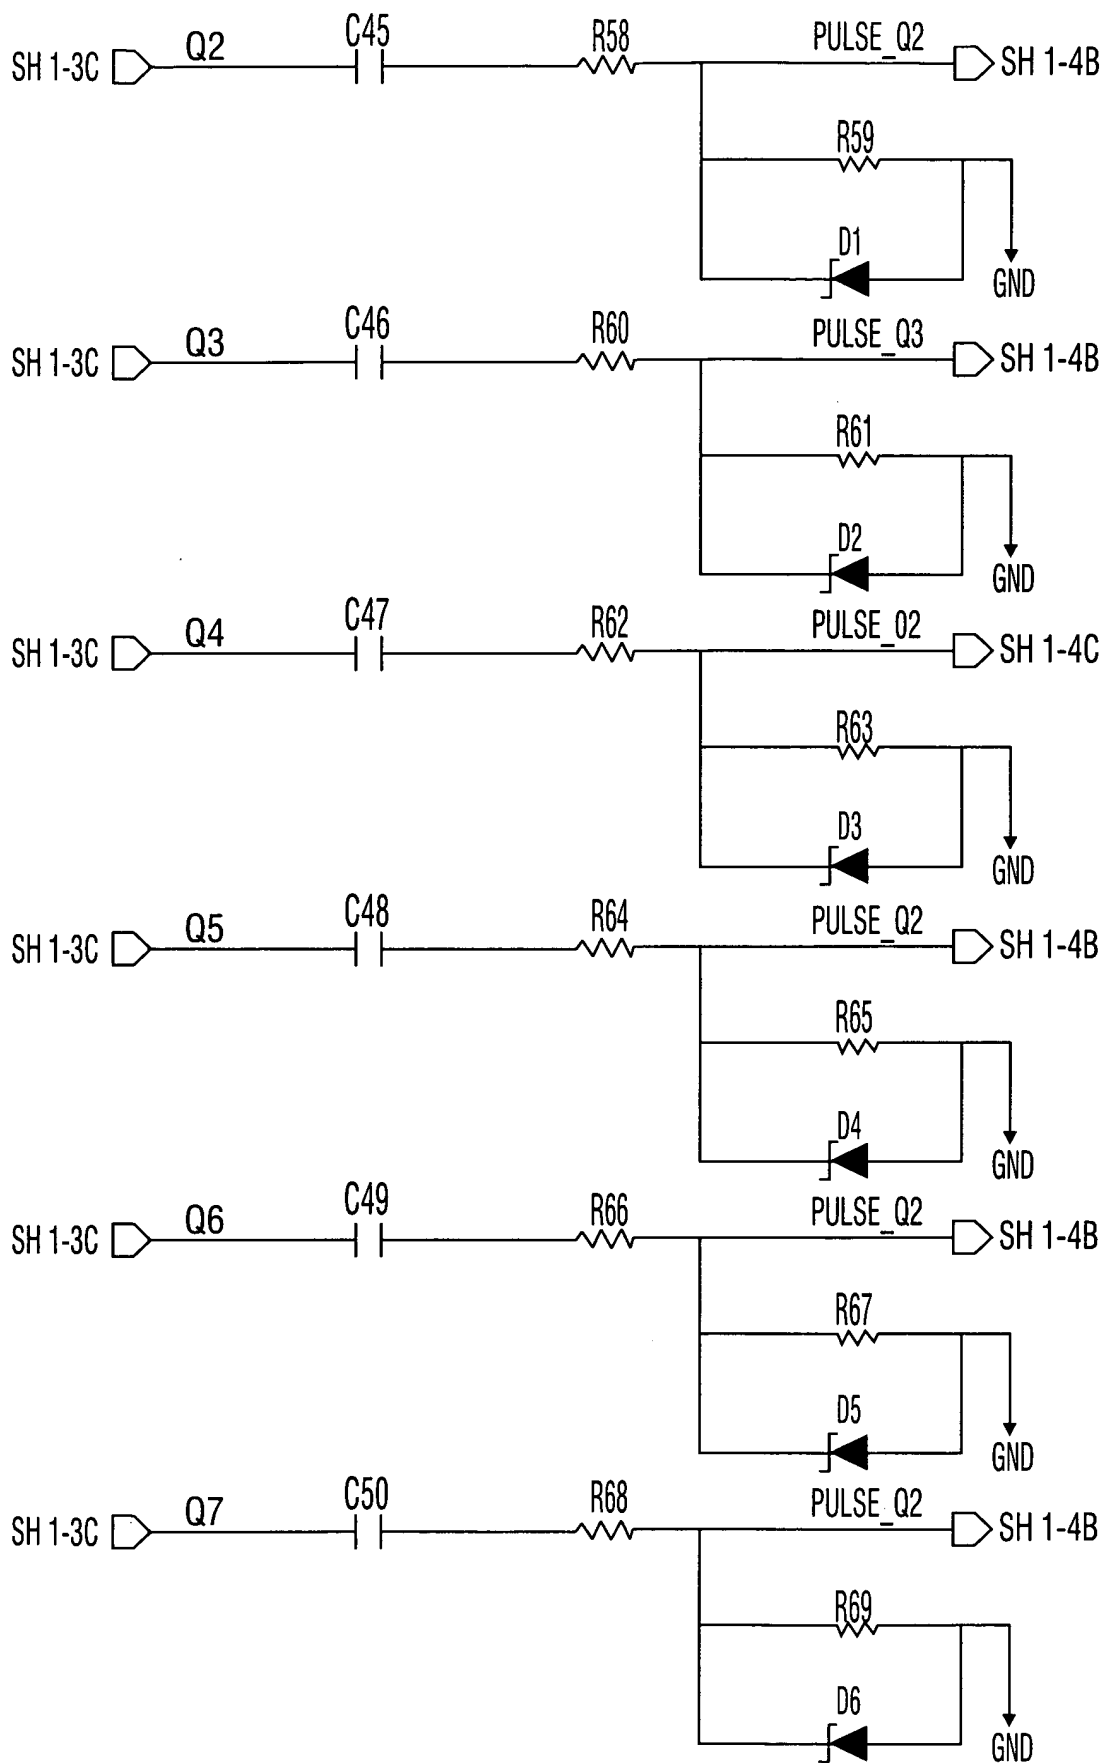 SH 1-3C Q2 C45 R58 PULSE_Q2 SH 1-4B
R59
D1
GND
SH 1-3C Q3 C46 R60 PULSE_Q3 SH 1-4B
R61
D2
GND
SH 1-3C Q4 C47 R62 PULSE_02 SH 1-4C
R63
D3
GND
SH 1-3C Q5 C48 R64 PULSE_Q2 SH 1-4B
R65
D4
GND
SH 1-3C Q6 C49 R66 PULSE_Q2 SH 1-4B
R67
D5
GND
SH 1-3C Q7 C50 R68 PULSE_Q2 SH 1-4B
R69
D6
GND